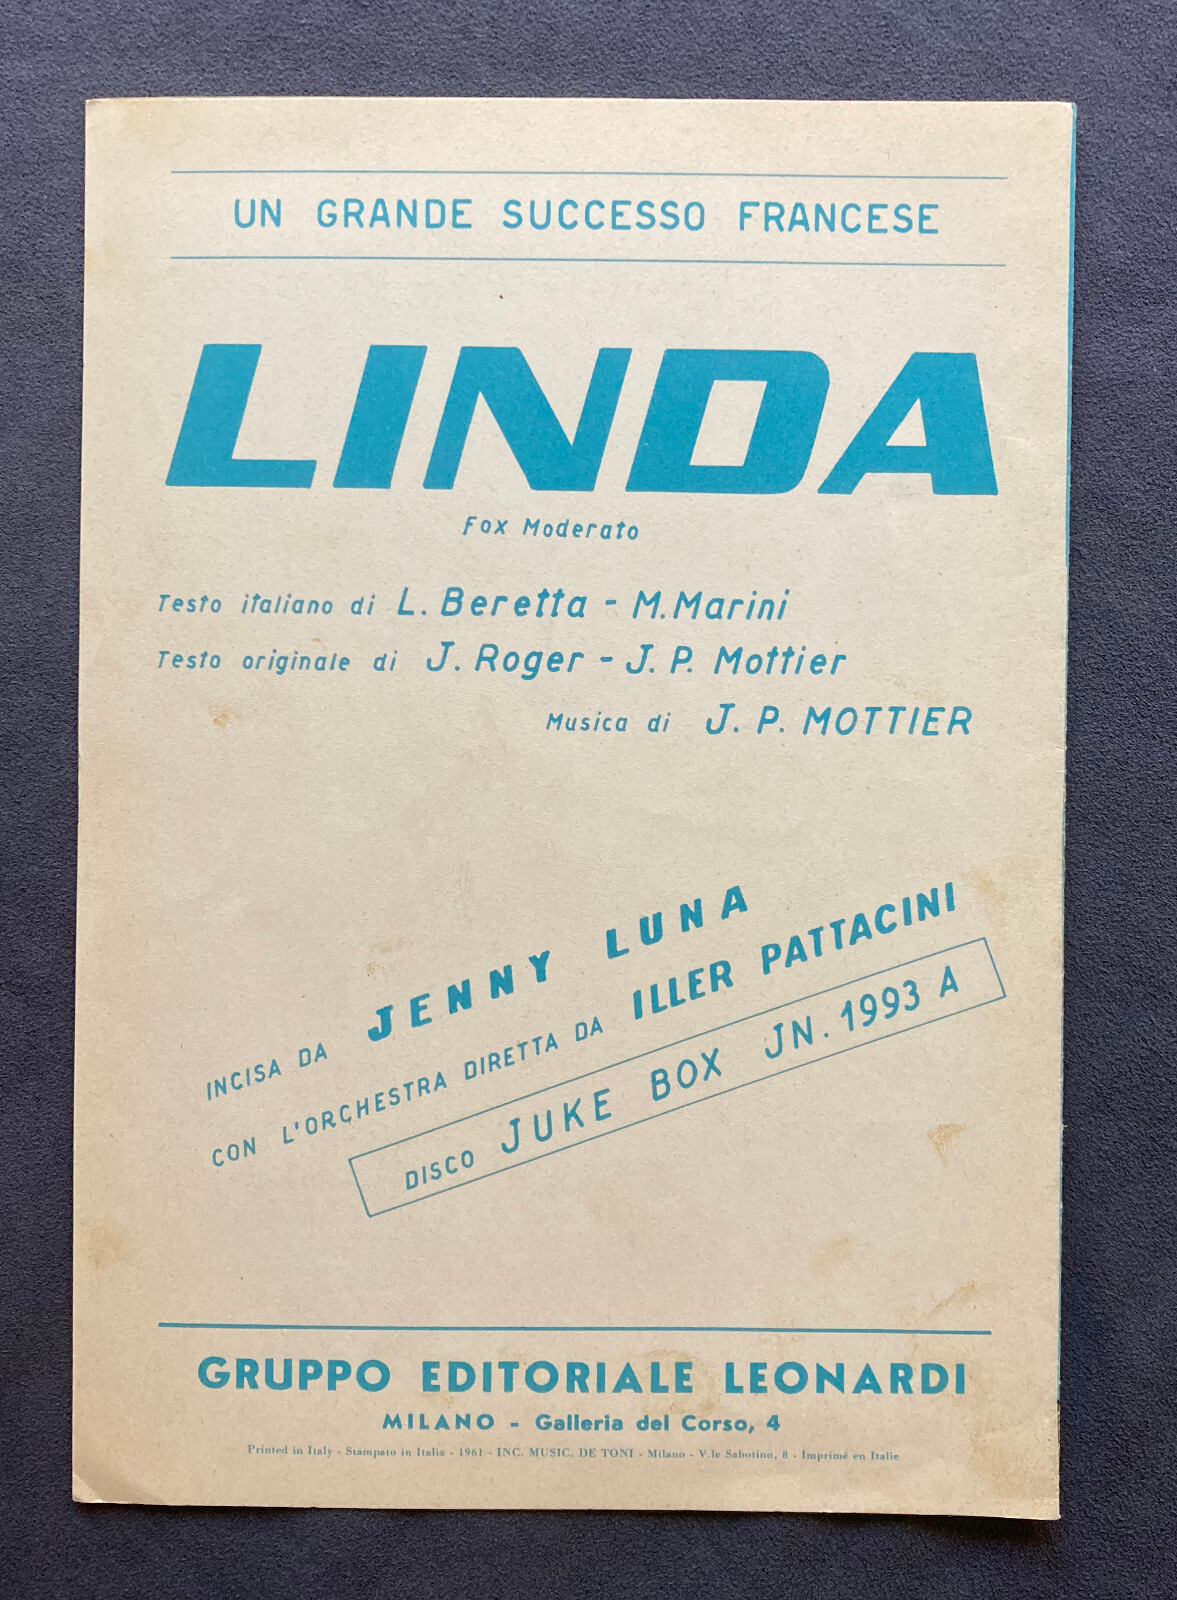 UN GRANDE SUCCESSO FRANCESE
LINDA
Fox Moderato
Testo italiano di L. Beretta - M. Marini
Testo originale di J. Roger - J. P. Mottier
Musica di J. P. MOTTIER
INCISA DA JENNY LUNA
CON L'ORCHESTRA DIRETTA DA ILLER PATTACINI
DISCO JUKE BOX JN. 1993 A
GRUPPO EDITORIALE LEONARDI
MILANO - Galleria del Corso, 4
Printed in Italy - Stampato in Italia - 1961 - INC. MUSIC. DE TONI - Milano - V.le Sabotino, 8 - Imprimé en Italie